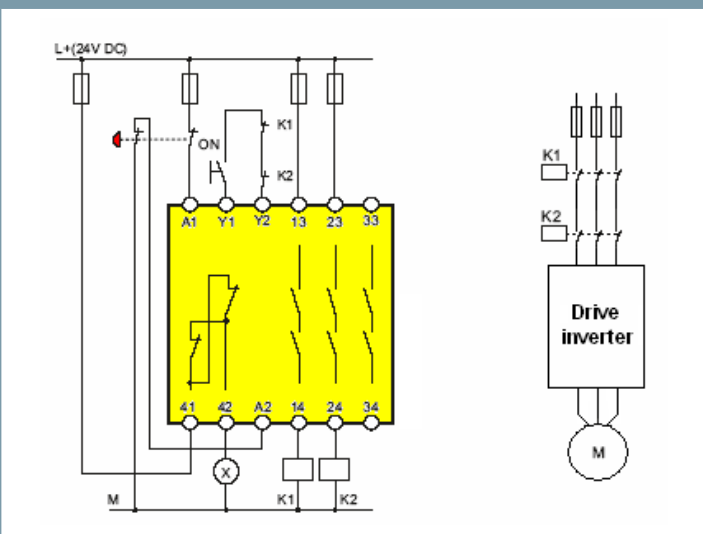 L+(24V DC)
K1
ON
K2
A1 Y1 Y2 13 23 33
41 42 A2 14 24 34
X
M K1 K2
K1
K2
Drive
inverter
M